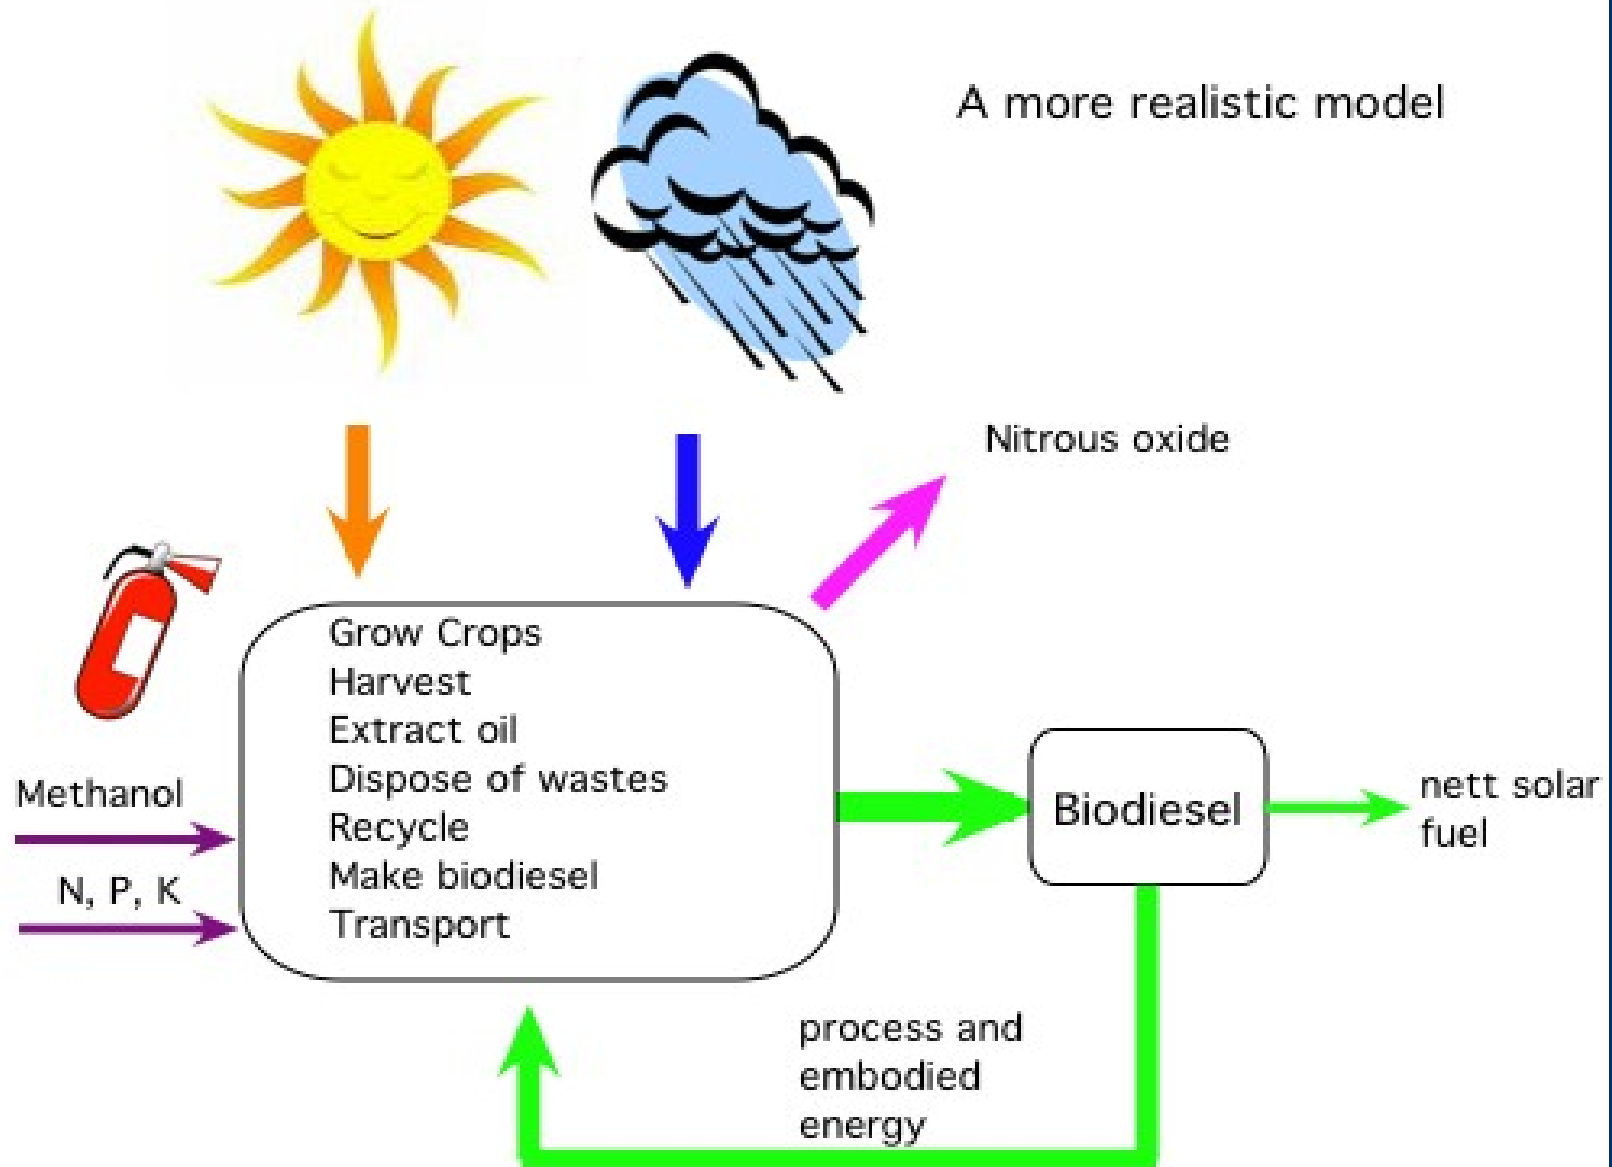 A more realistic model
Nitrous oxide
Grow Crops
Harvest
Extract oil
Dispose of wastes
Recycle
Make biodiesel
Transport
Methanol
N, P, K
Biodiesel
nett solar
fuel
process and
embodied
energy